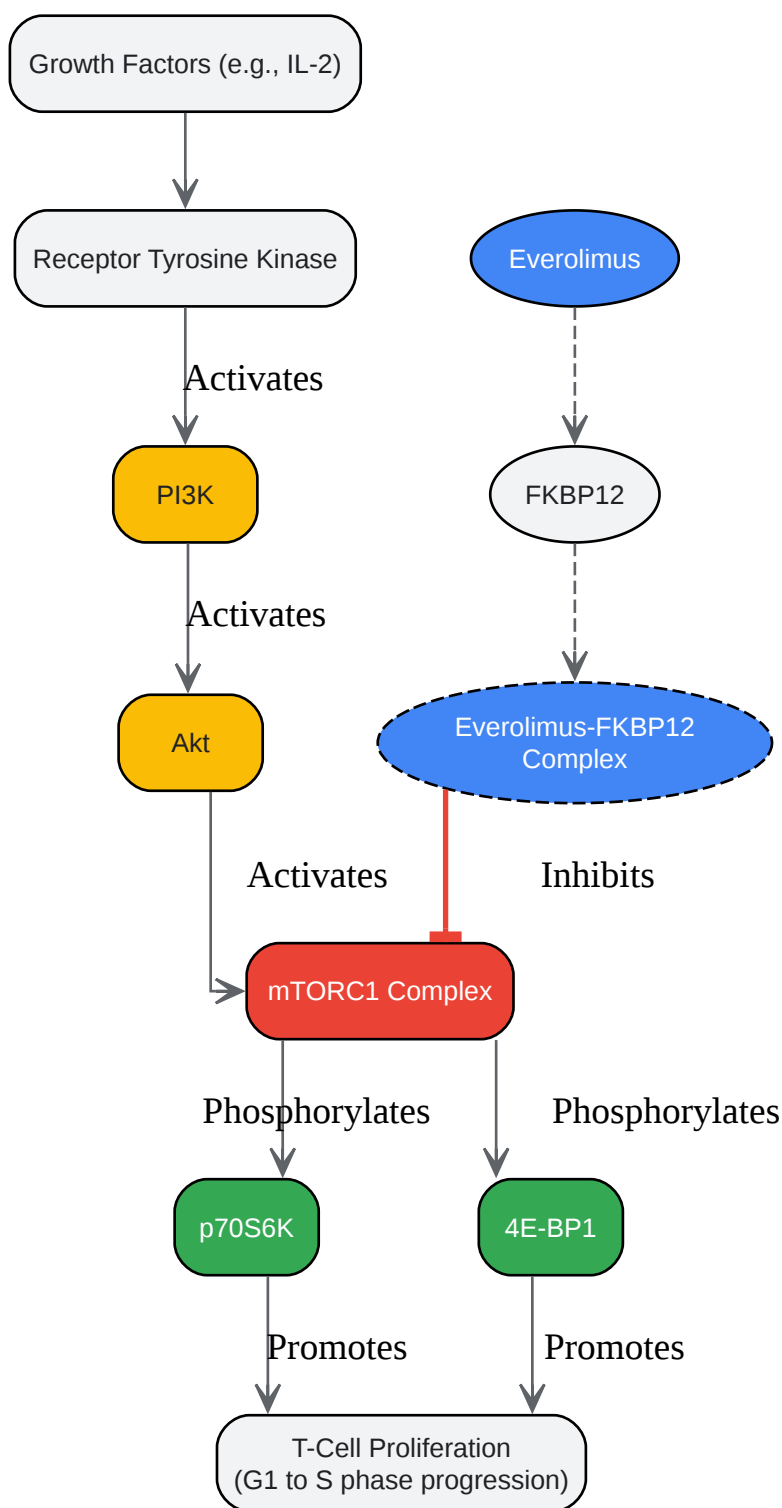 Growth Factors (e.g., IL-2)
Receptor Tyrosine Kinase
Everolimus
Activates
PI3K
FKBP12
Activates
Akt
Everolimus-FKBP12
Complex
Activates
Inhibits
mTORC1 Complex
Phosphorylates
Phosphorylates
p70S6K
4E-BP1
Promotes
Promotes
T-Cell Proliferation
(G1 to S phase progression)